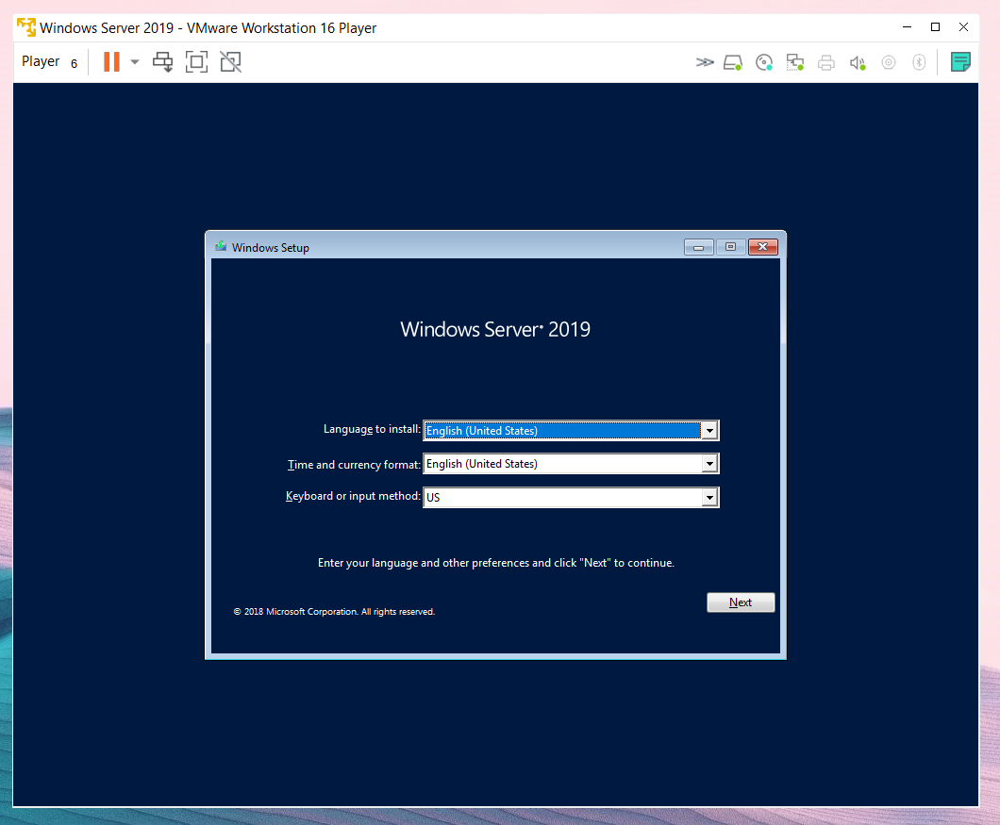 Windows Server 2019 - VMware Workstation 16 Player
Player 6
Windows Setup
Windows Server® 2019
Language to install: English (United States)
Time and currency format: English (United States)
Keyboard or input method: US
Enter your language and other preferences and click "Next" to continue.
Next
© 2018 Microsoft Corporation. All rights reserved.